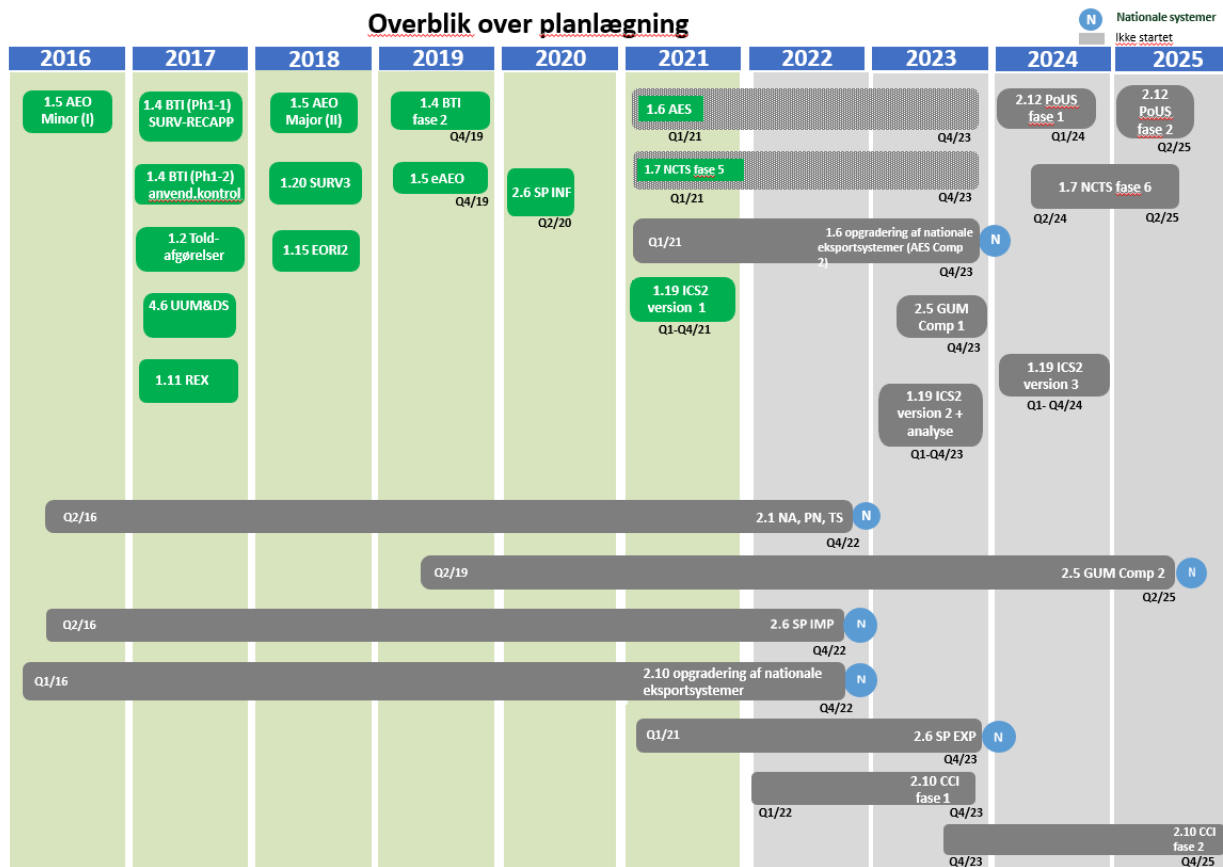 Overblik over planlægning
N Nationale systemer
Ikke startet
2016 2017 2018 2019 2020 2021 2022 2023 2024 2025
1.5 AEO
Minor (I)
1.4 BTI (Ph1-1)
SURV-RECAPP
1.5 AEO
Major (II)
1.4 BTI
fase 2
Q4/19
1.6 AES
Q1/21
Q4/23
2.12 PoUS
fase 1
Q1/24
2.12
PoUS
fase 2
Q2/25
1.4 BTI (Ph1-2)
anvend.kontrol
1.20 SURV3
1.5 eAEO
Q4/19
2.6 SP INF
Q2/20
1.7 NCTS fase 5
Q1/21
Q4/23
1.7 NCTS fase 6
Q2/24
Q2/25
1.2 Told-
afgørelser
1.15 EORI2
Q1/21
1.6 opgradering af nationale
eksportsystemer (AES Comp
2)
N
Q4/23
4.6 UUM&DS
1.19 ICS2
version 1
Q1-Q4/21
2.5 GUM
Comp 1
Q4/23
1.11 REX
1.19 ICS2
version 3
Q1- Q4/24
1.19 ICS2
version 2 +
analyse
Q1-Q4/23
Q2/16
2.1 NA, PN, TS
N
Q4/22
Q2/19
2.5 GUM Comp 2
N
Q2/25
Q2/16
2.6 SP IMP
N
Q4/22
Q1/16
2.10 opgradering af nationale
eksportsystemer
N
Q4/22
Q1/21
2.6 SP EXP
N
Q4/23
2.10 CCI
fase 1
Q1/22
Q4/23
2.10 CCI
fase 2
Q4/23
Q4/25